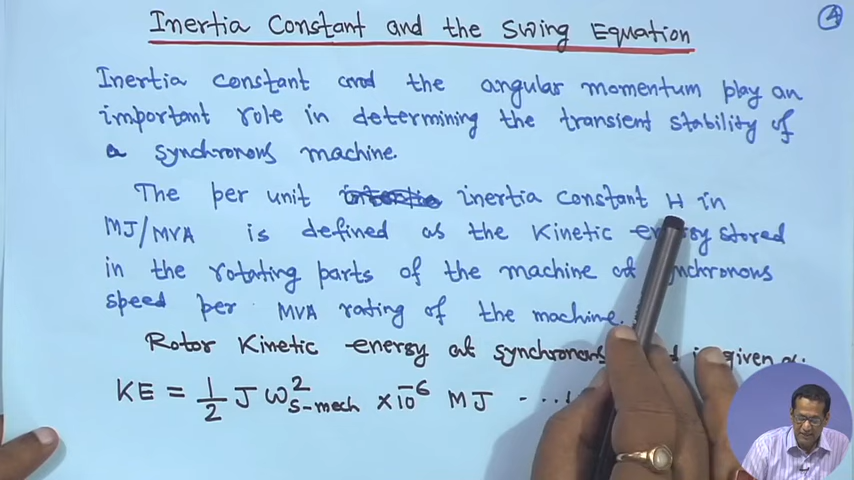 4
Inertia Constant and the Swing Equation
Inertia constant and the angular momentum play an
important role in determining the transient stability of
a synchronous machine.
The per unit inertia constant H in
MJ/MVA is defined as the Kinetic energy stored
in the rotating parts of the machine at synchronous
speed per MVA rating of the machine.
Rotor Kinetic energy at synchronous given as:
KE = 1/2 J ω²s-mech × 10⁻⁶ MJ - ...